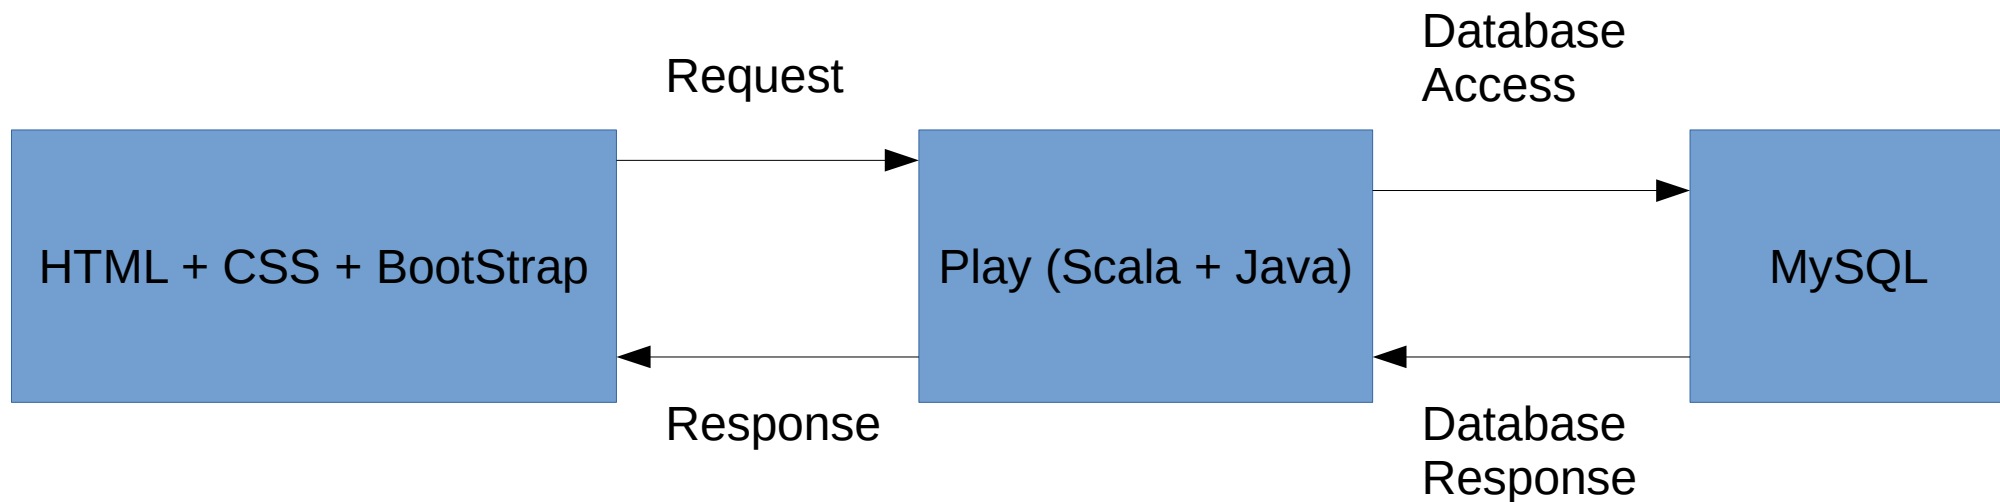 Request
Database
Access
HTML + CSS + BootStrap
Play (Scala + Java)
MySQL
Response
Database
Response